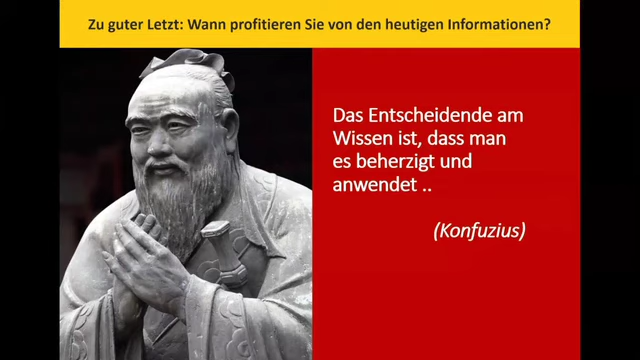 Zu guter Letzt: Wann profitieren Sie von den heutigen Informationen?
Das Entscheidende am
Wissen ist, dass man
es beherzigt und
anwendet ..
(Konfuzius)